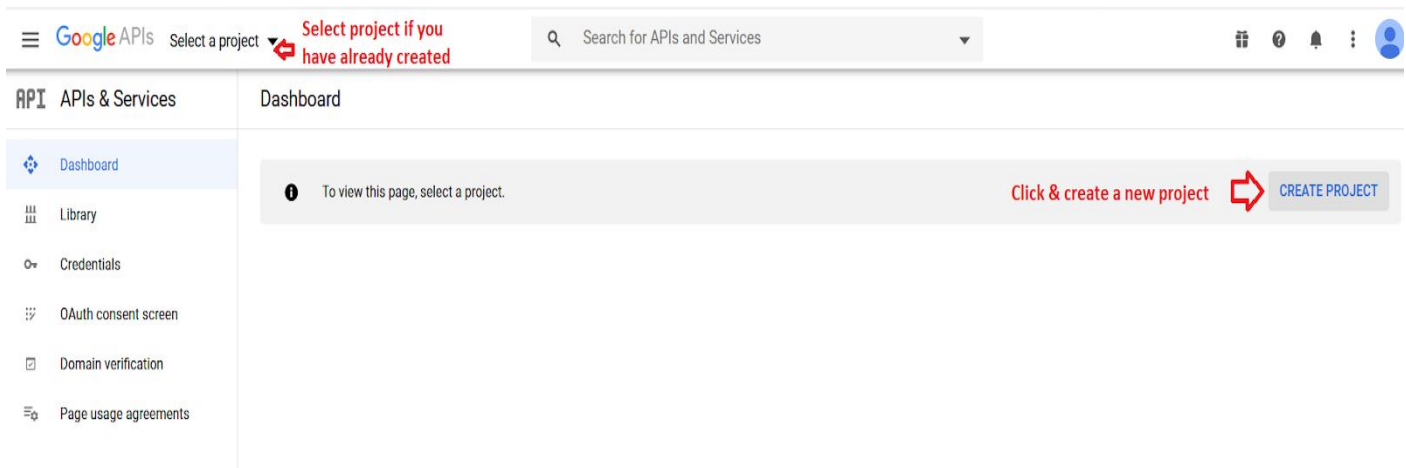 Google APIs Select a project Select project if you
have already created
Search for APIs and Services
API APIs & Services
Dashboard
Dashboard
To view this page, select a project.
Click & create a new project
CREATE PROJECT
Library
Credentials
OAuth consent screen
Domain verification
Page usage agreements